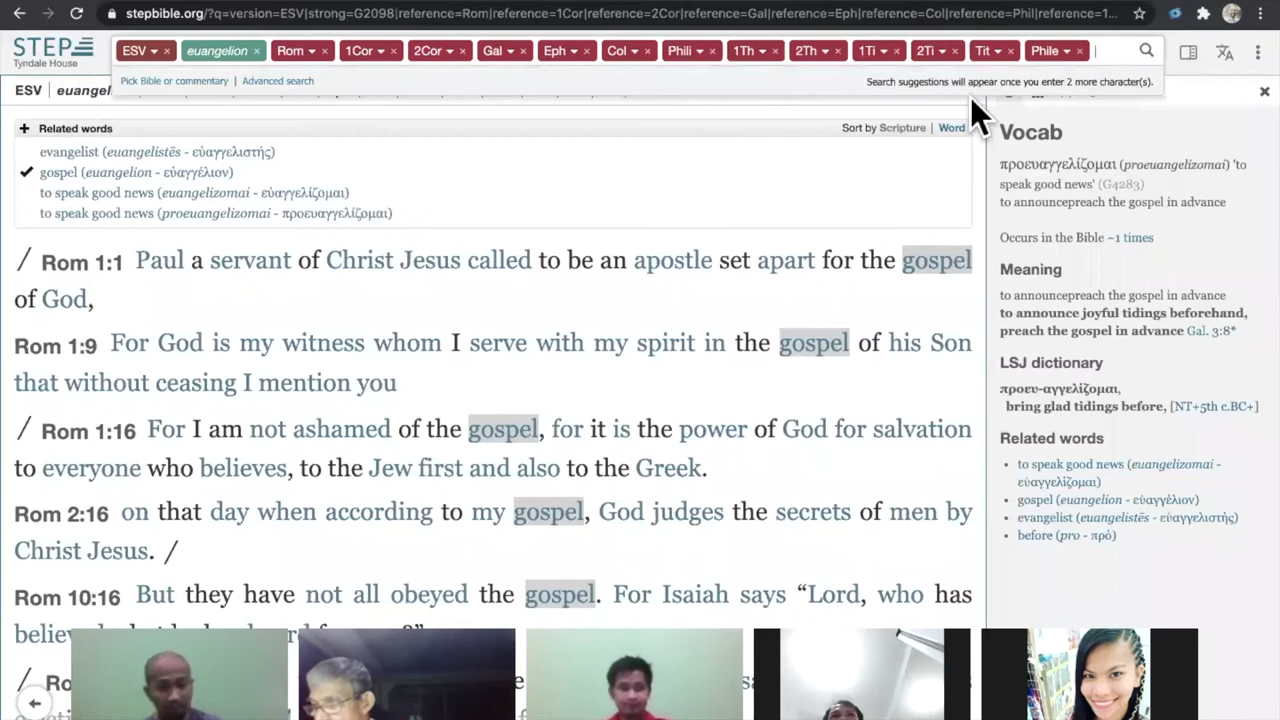 stepbible.org/?q=version=ESV|strong=G2098|reference=Rom|reference=1Cor|reference=2Cor|reference=Gal|reference=Eph|reference=Col|reference=Phil|reference=1...
STEP
Tyndale House
ESV euangelion Rom 1Cor 2Cor Gal Eph Col Phili 1Th 2Th 1Ti 2Ti Tit Phile
Pick Bible or commentary | Advanced search
Search suggestions will appear once you enter 2 more character(s).
ESV
Related words
Sort by Scripture | Word
evangelist (euangelistēs - εὐαγγελιστής)
gospel (euangelion - εὐαγγέλιον)
to speak good news (euangelizomai - εὐαγγελίζομαι)
to speak good news (proeuangelizomai - προευαγγελίζομαι)
/ Rom 1:1 Paul a servant of Christ Jesus called to be an apostle set apart for the gospel
of God,
Rom 1:9 For God is my witness whom I serve with my spirit in the gospel of his Son
that without ceasing I mention you
/ Rom 1:16 For I am not ashamed of the gospel, for it is the power of God for salvation
to everyone who believes, to the Jew first and also to the Greek.
Rom 2:16 on that day when according to my gospel, God judges the secrets of men by
Christ Jesus. /
Rom 10:16 But they have not all obeyed the gospel. For Isaiah says “Lord, who has
Vocab
προευαγγελίζομαι (proeuangelizomai) 'to
speak good news' (G4283)
to announcepreach the gospel in advance
Occurs in the Bible ~1 times
Meaning
to announcepreach the gospel in advance
to announce joyful tidings beforehand,
preach the gospel in advance Gal. 3:8*
LSJ dictionary
προευ-αγγελίζομαι,
bring glad tidings before, [NT+5th c.BC+]
Related words
to speak good news (euangelizomai -
εὐαγγελίζομαι)
gospel (euangelion - εὐαγγέλιον)
evangelist (euangelistēs - εὐαγγελιστής)
before (pro - πρό)